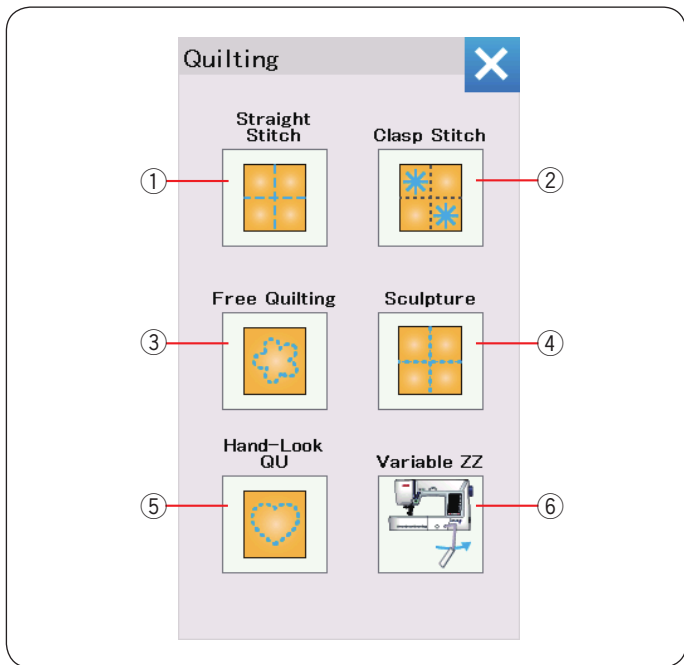 Quilting
Straight
Stitch
Clasp Stitch
①
②
Free Quilting
Sculpture
③
④
Hand-Look
QU
Variable ZZ
⑤
⑥